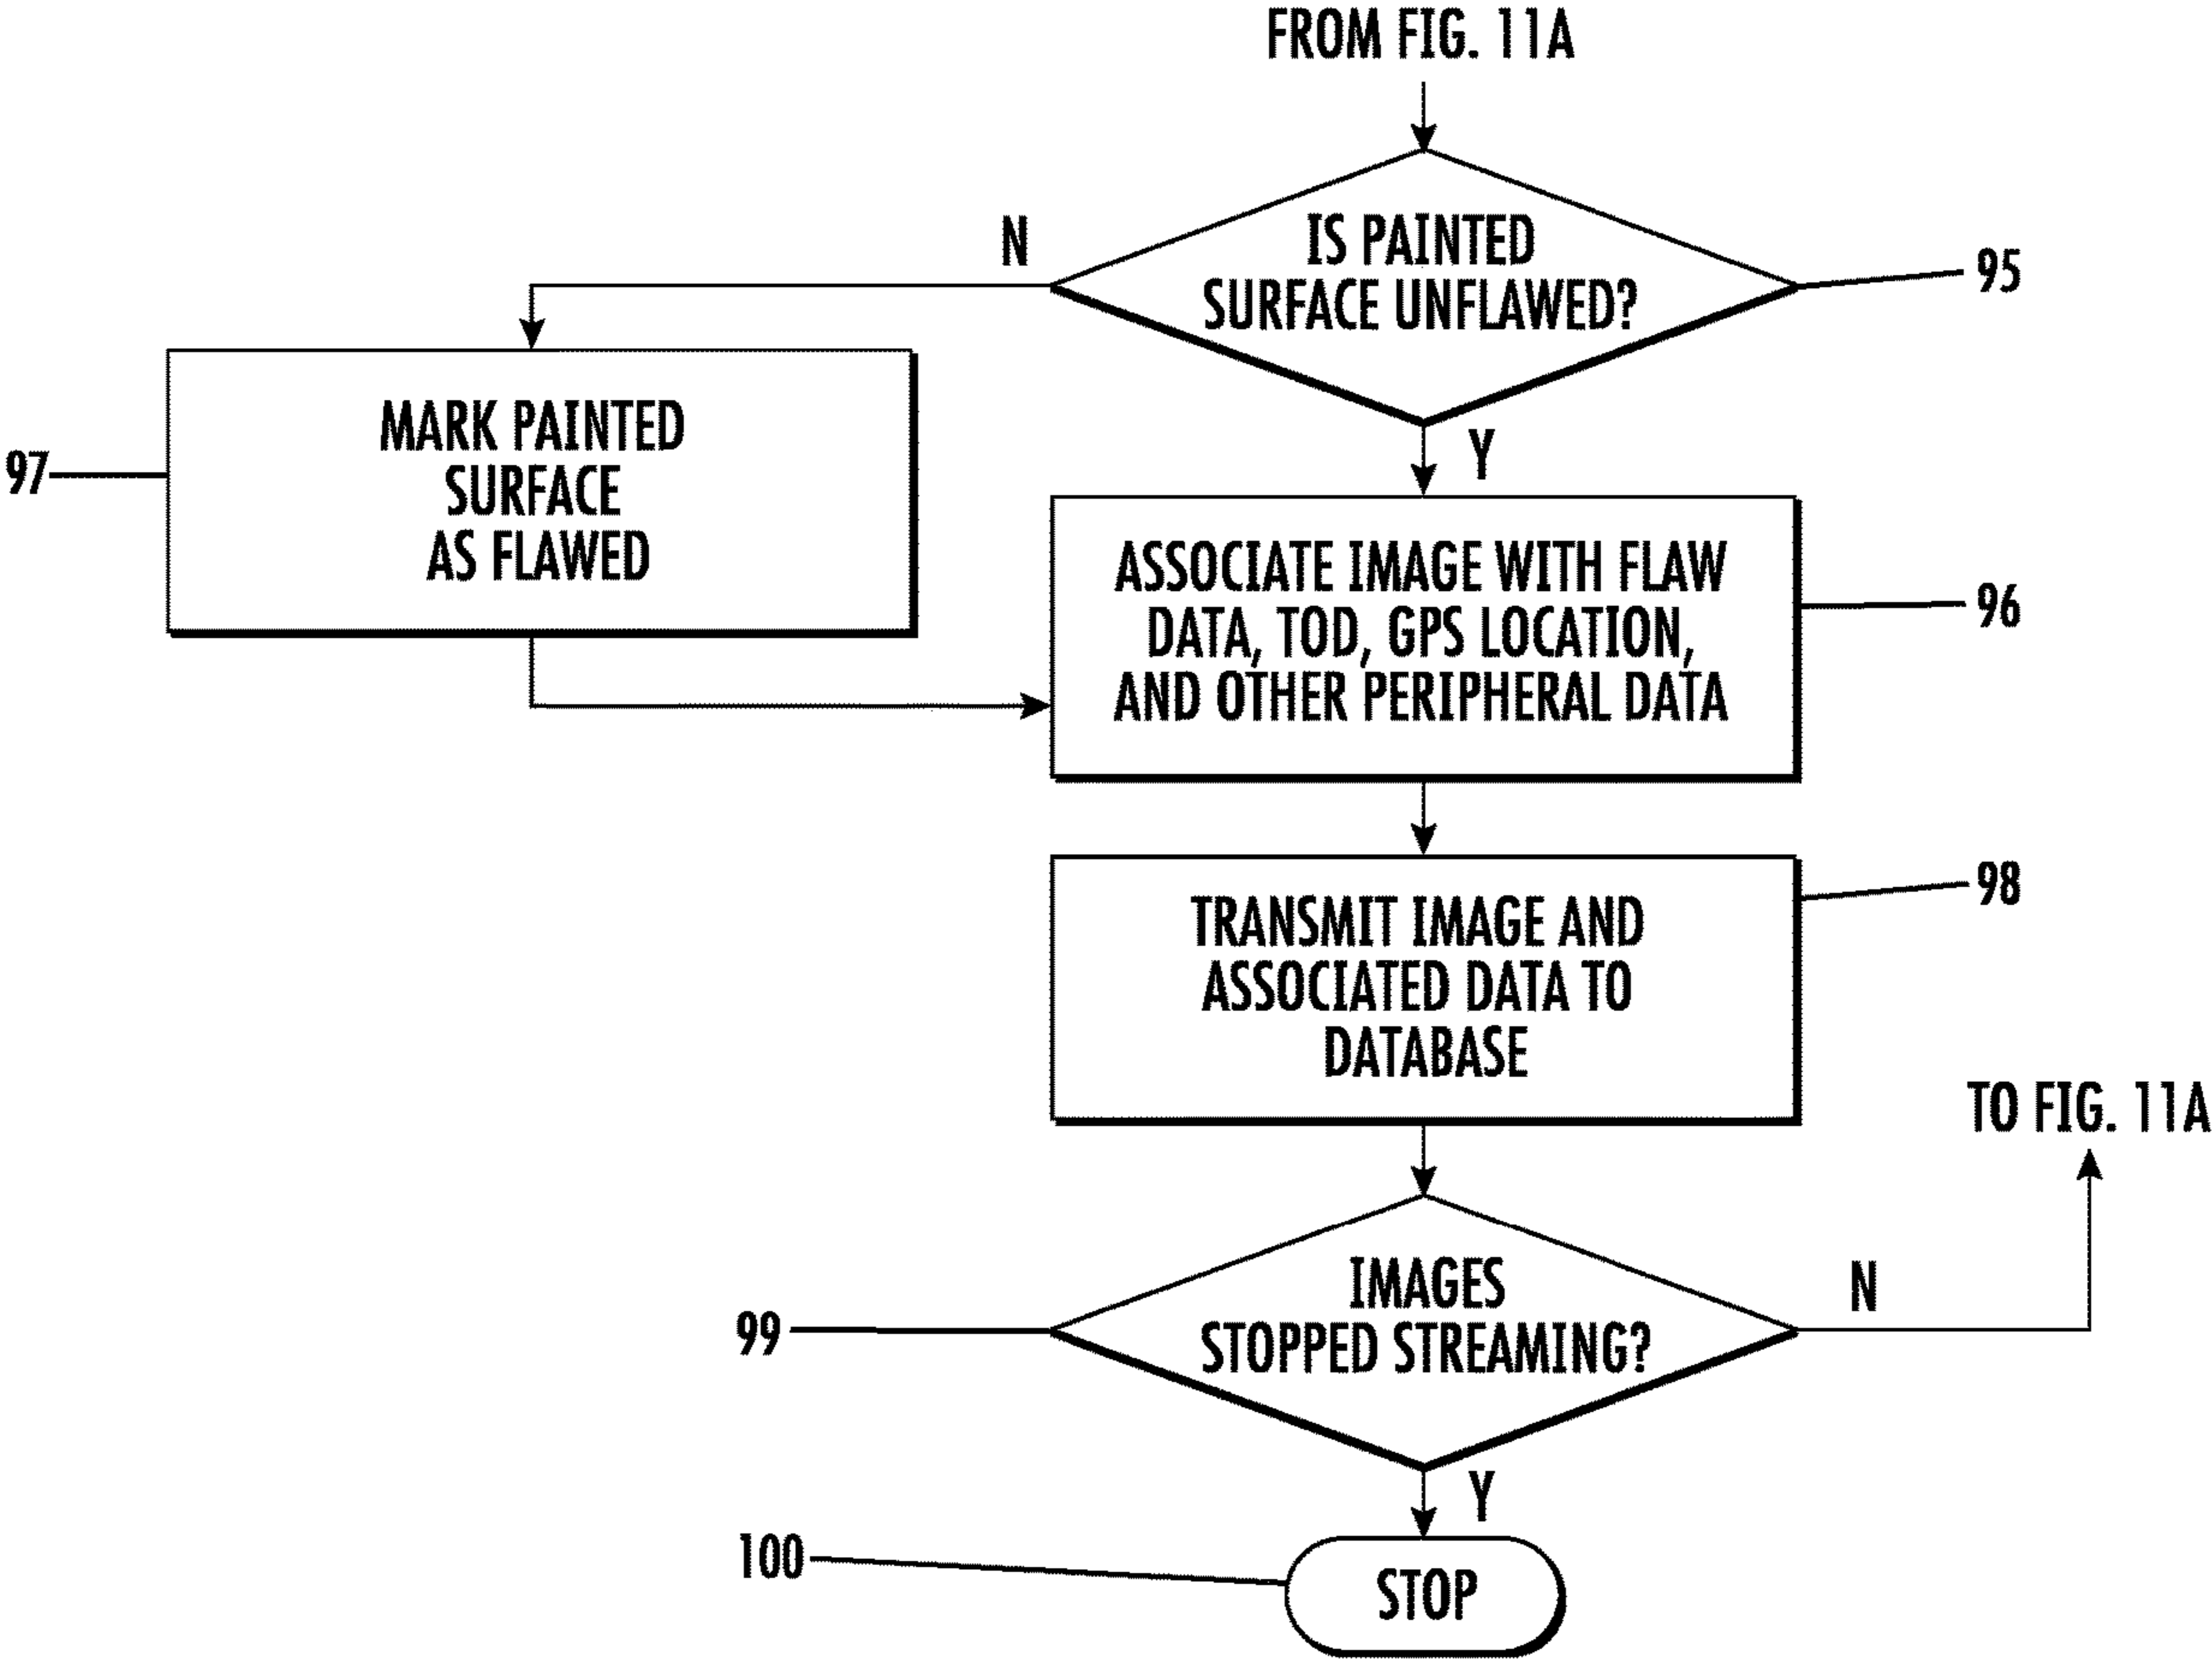 FROM FIG. 11A
IS PAINTED
SURFACE UNFLAWED?
95
N
Y
MARK PAINTED
SURFACE
AS FLAWED
97
ASSOCIATE IMAGE WITH FLAW
DATA, TOD, GPS LOCATION,
AND OTHER PERIPHERAL DATA
96
TRANSMIT IMAGE AND
ASSOCIATED DATA TO
DATABASE
98
TO FIG. 11A
IMAGES
STOPPED STREAMING?
99
N
Y
100
STOP